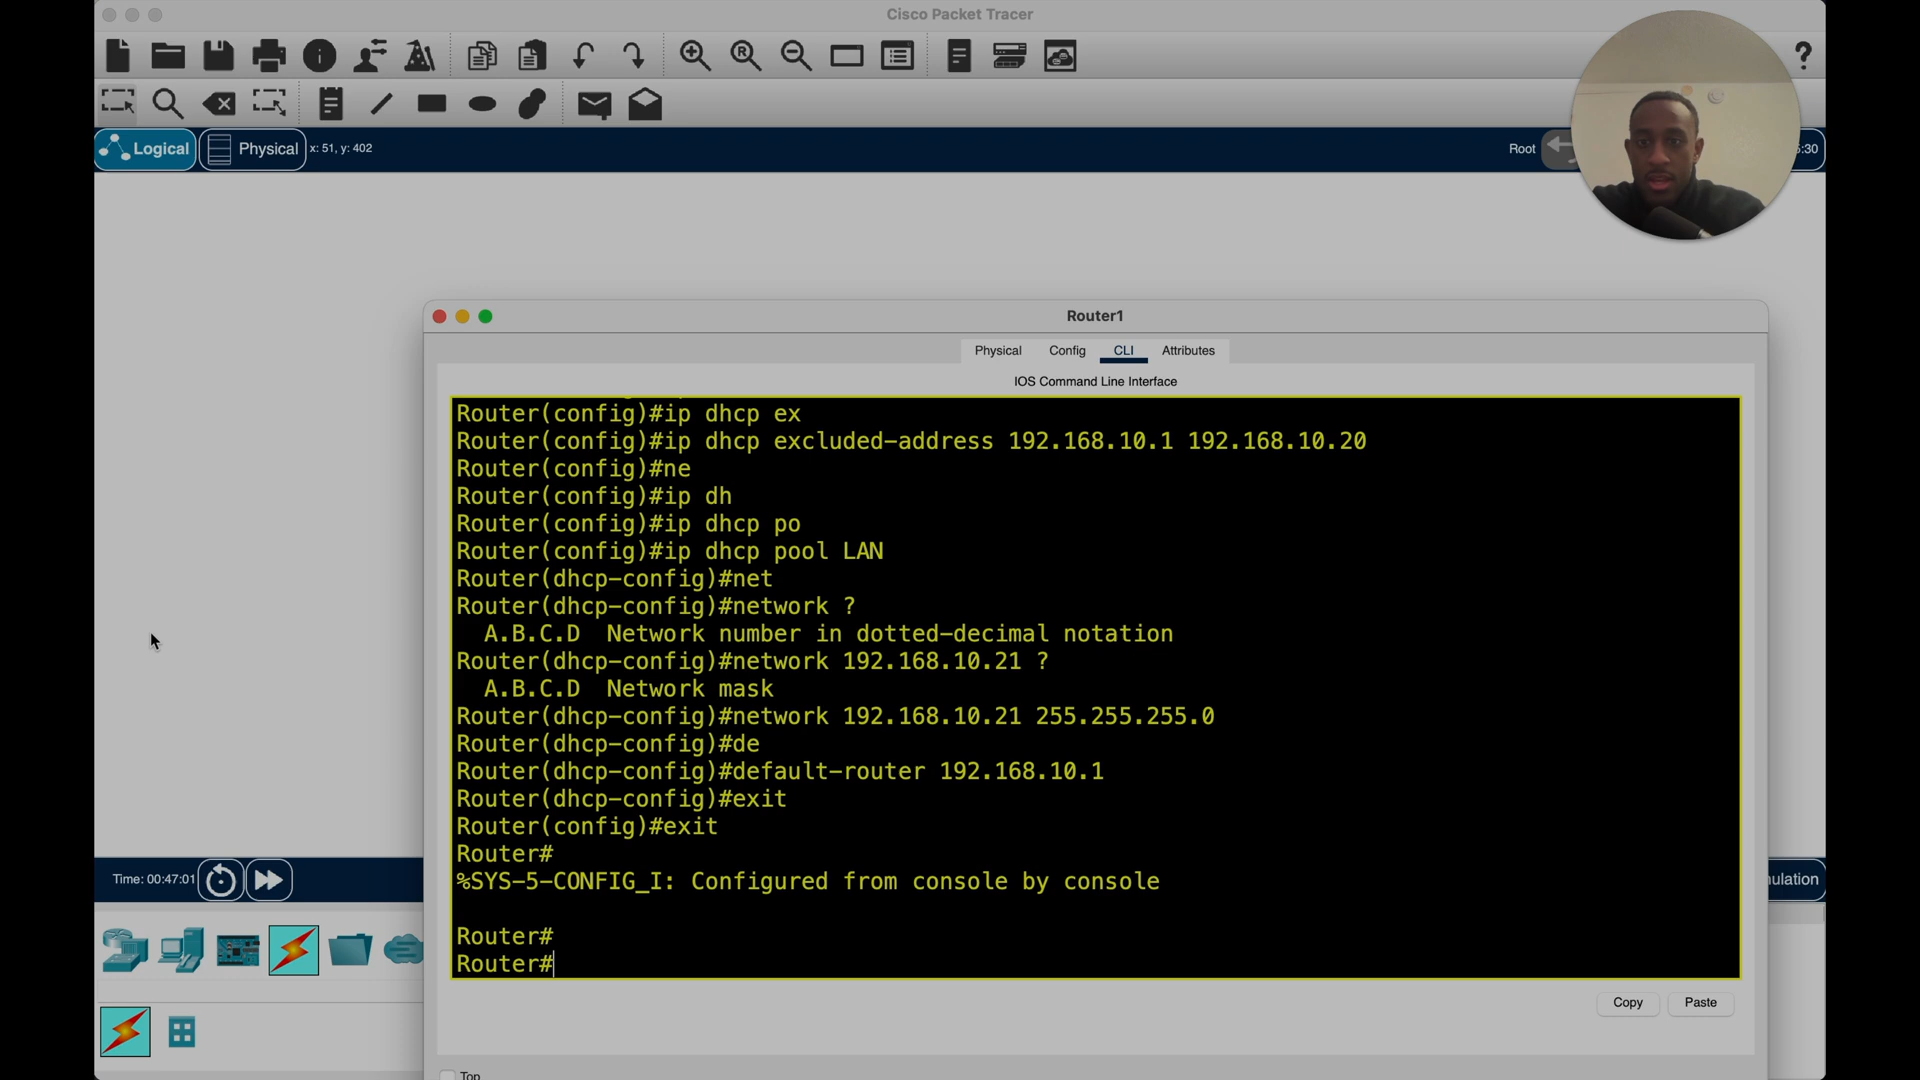 Cisco Packet Tracer
Logical
Physical
x: 51, y: 402
Root
:30
Router1
Physical
Config
CLI
Attributes
IOS Command Line Interface
Router(config)#ip dhcp ex
Router(config)#ip dhcp excluded-address 192.168.10.1 192.168.10.20
Router(config)#ne
Router(config)#ip dh
Router(config)#ip dhcp po
Router(config)#ip dhcp pool LAN
Router(dhcp-config)#net
Router(dhcp-config)#network ?
A.B.C.D  Network number in dotted-decimal notation
Router(dhcp-config)#network 192.168.10.21 ?
A.B.C.D  Network mask
Router(dhcp-config)#network 192.168.10.21 255.255.255.0
Router(dhcp-config)#de
Router(dhcp-config)#default-router 192.168.10.1
Router(dhcp-config)#exit
Router(config)#exit
Router#
%SYS-5-CONFIG_I: Configured from console by console
Router#
Router#
Time: 00:47:01
ulation
Copy
Paste
Top